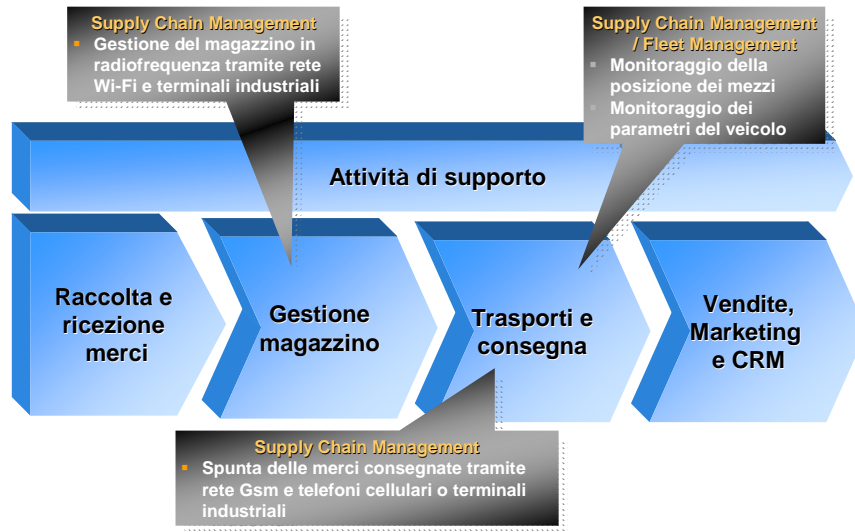 Supply Chain Management
▪ Gestione del magazzino in
radiofrequenza tramite rete
Wi-Fi e terminali industriali
Supply Chain Management
/ Fleet Management
▪ Monitoraggio della
posizione dei mezzi
▪ Monitoraggio dei
parametri del veicolo
Attività di supporto
Raccolta e
ricezione
merci
Gestione
magazzino
Trasporti e
consegna
Vendite,
Marketing
e CRM
Supply Chain Management
▪ Spunta delle merci consegnate tramite
rete Gsm e telefoni cellulari o terminali
industriali